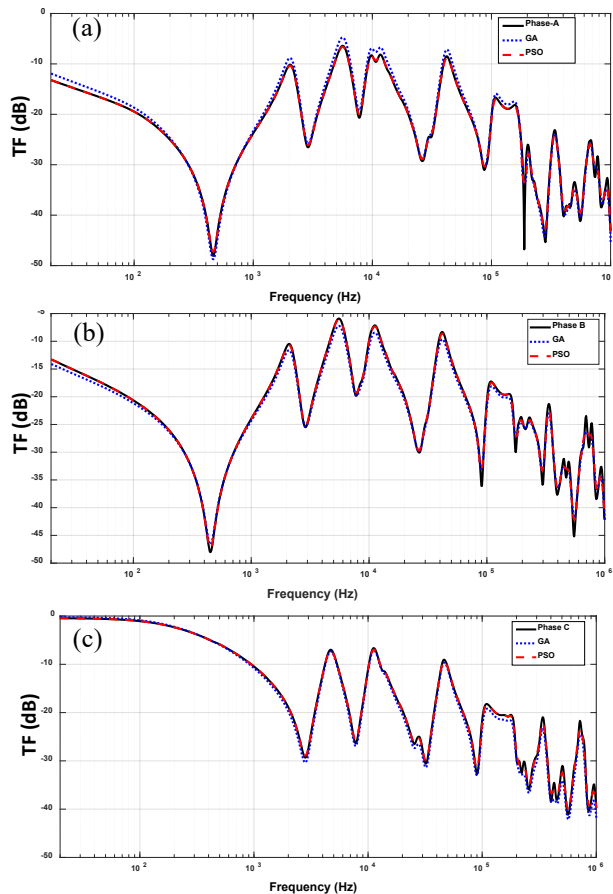 0
(a)
Phase-A
GA
PSO
-10
-20
-30
-40
-50
TF (dB)
10^2
10^3
10^4
10^5
10
Frequency (Hz)
-5
(b)
Phase B
GA
PSO
-10
-15
-20
-25
-30
-35
-40
-45
-50
TF (dB)
10^2
10^3
10^4
10^5
10^6
Frequency (Hz)
0
(c)
Phase C
GA
PSO
-10
-20
-30
-40
-50
TF (dB)
10^2
10^3
10^4
10^5
10^6
Frequency (Hz)